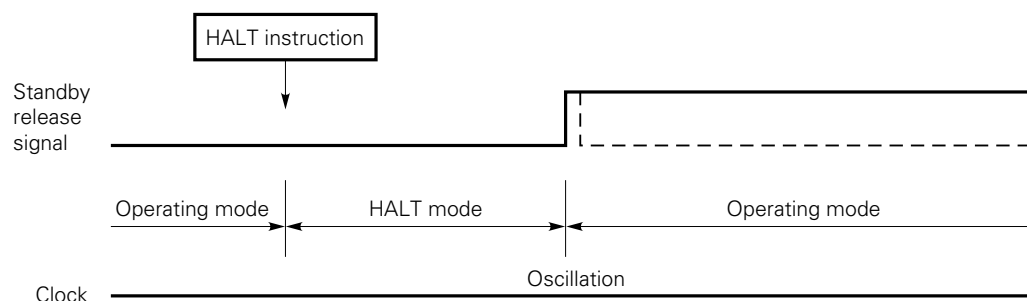 HALT instruction
Standby
release
signal
Operating mode
HALT mode
Operating mode
Oscillation
Clock